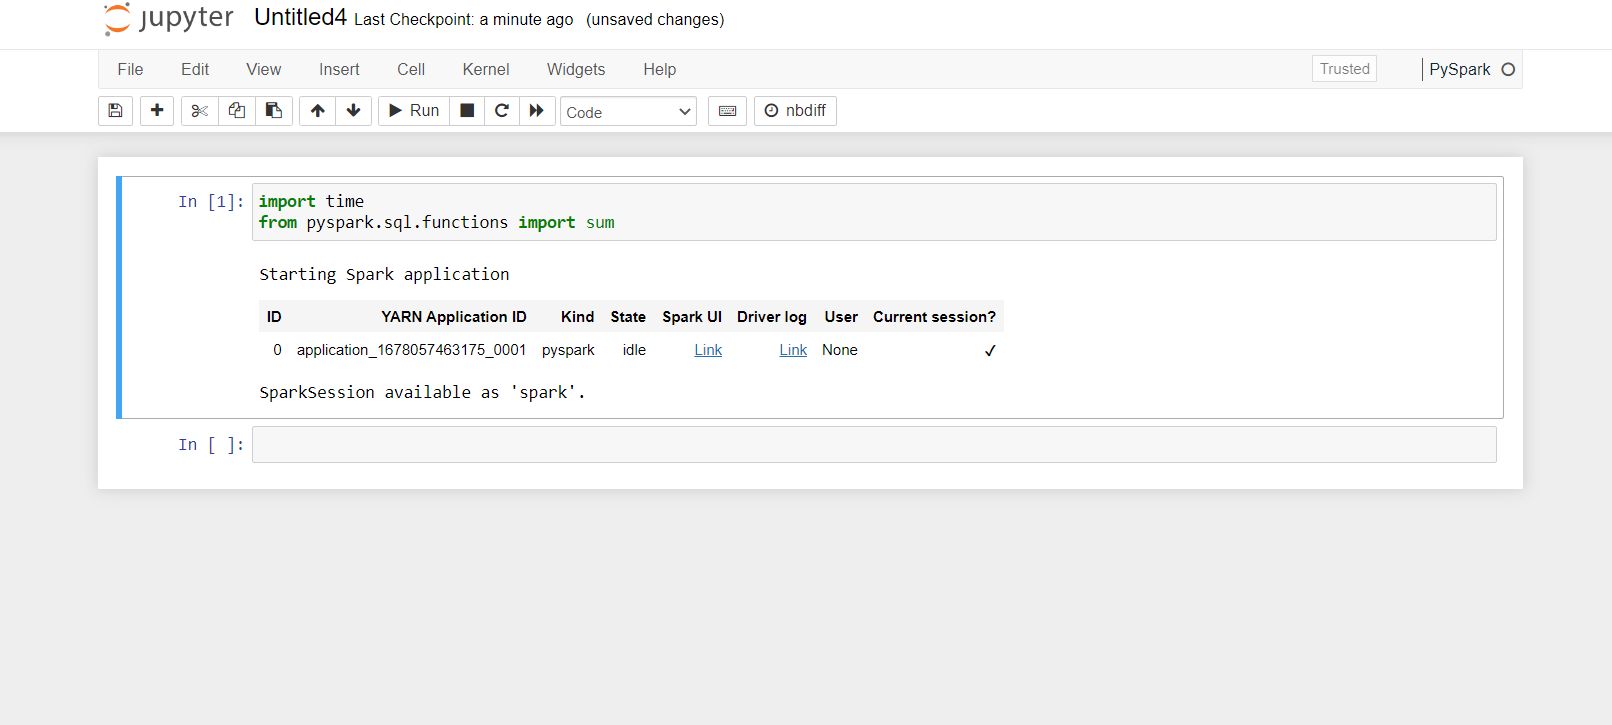 jupyter Untitled4 Last Checkpoint: a minute ago (unsaved changes)
File Edit View Insert Cell Kernel Widgets Help Trusted PySpark
Run Code nbdiff
In [1]: import time
from pyspark.sql.functions import sum
Starting Spark application
ID YARN Application ID Kind State Spark UI Driver log User Current session?
0 application_1678057463175_0001 pyspark idle Link Link None ✓
SparkSession available as 'spark'.
In [ ]: